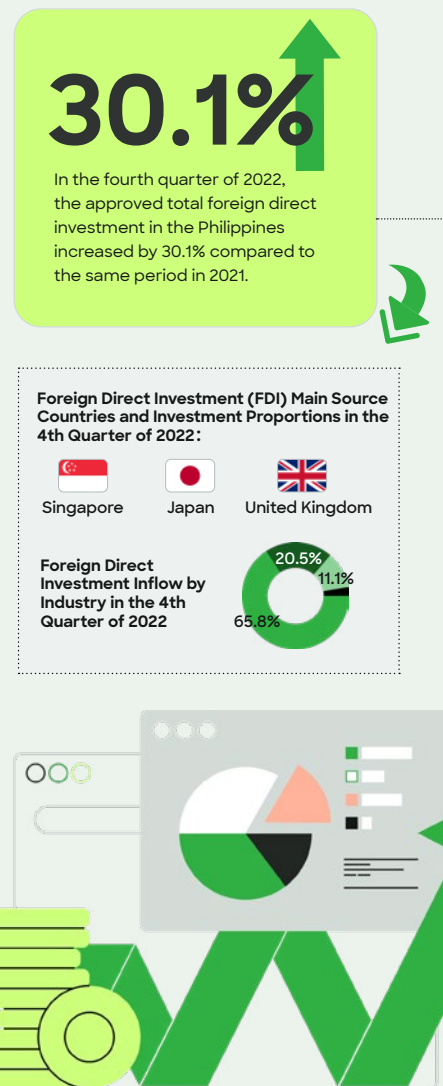 30.1%
In the fourth quarter of 2022,
the approved total foreign direct
investment in the Philippines
increased by 30.1% compared to
the same period in 2021.
Foreign Direct Investment (FDI) Main Source
Countries and Investment Proportions in the
4th Quarter of 2022:
Singapore
Japan
United Kingdom
Foreign Direct
Investment Inflow by
Industry in the 4th
Quarter of 2022
20.5%
11.1%
65.8%